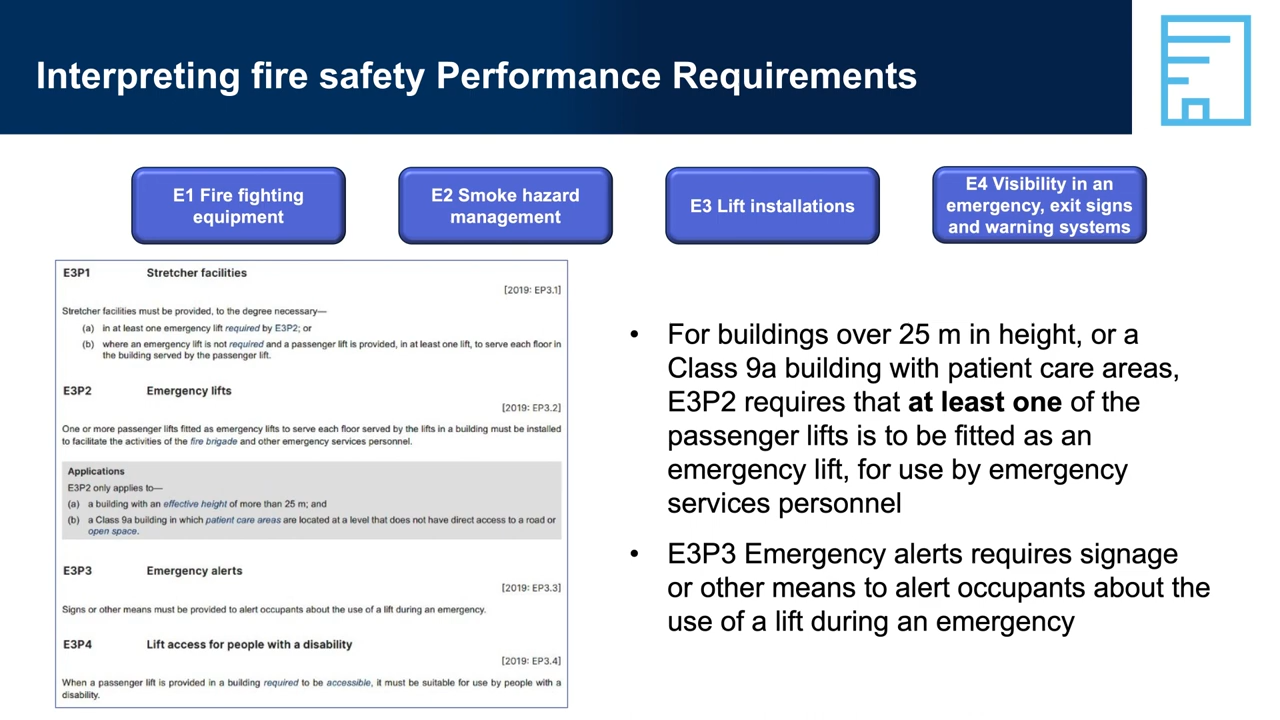 Interpreting fire safety Performance Requirements
E1 Fire fighting
equipment
E2 Smoke hazard
management
E3 Lift installations
E4 Visibility in an
emergency, exit signs
and warning systems
E3P1 Stretcher facilities
[2019: EP3.1]
Stretcher facilities must be provided, to the degree necessary—
(a) in at least one emergency lift required by E3P2; or
(b) where an emergency lift is not required and a passenger lift is provided, in at least one lift, to serve each floor in
the building served by the passenger lift.
E3P2 Emergency lifts
[2019: EP3.2]
One or more passenger lifts fitted as emergency lifts to serve each floor served by the lifts in a building must be installed
to facilitate the activities of the fire brigade and other emergency services personnel.
Applications
E3P2 only applies to—
(a) a building with an effective height of more than 25 m; and
(b) a Class 9a building in which patient care areas are located at a level that does not have direct access to a road or
open space.
E3P3 Emergency alerts
[2019: EP3.3]
Signs or other means must be provided to alert occupants about the use of a lift during an emergency.
E3P4 Lift access for people with a disability
[2019: EP3.4]
When a passenger lift is provided in a building required to be accessible, it must be suitable for use by people with a
disability.
• For buildings over 25 m in height, or a
Class 9a building with patient care areas,
E3P2 requires that at least one of the
passenger lifts is to be fitted as an
emergency lift, for use by emergency
services personnel
• E3P3 Emergency alerts requires signage
or other means to alert occupants about the
use of a lift during an emergency